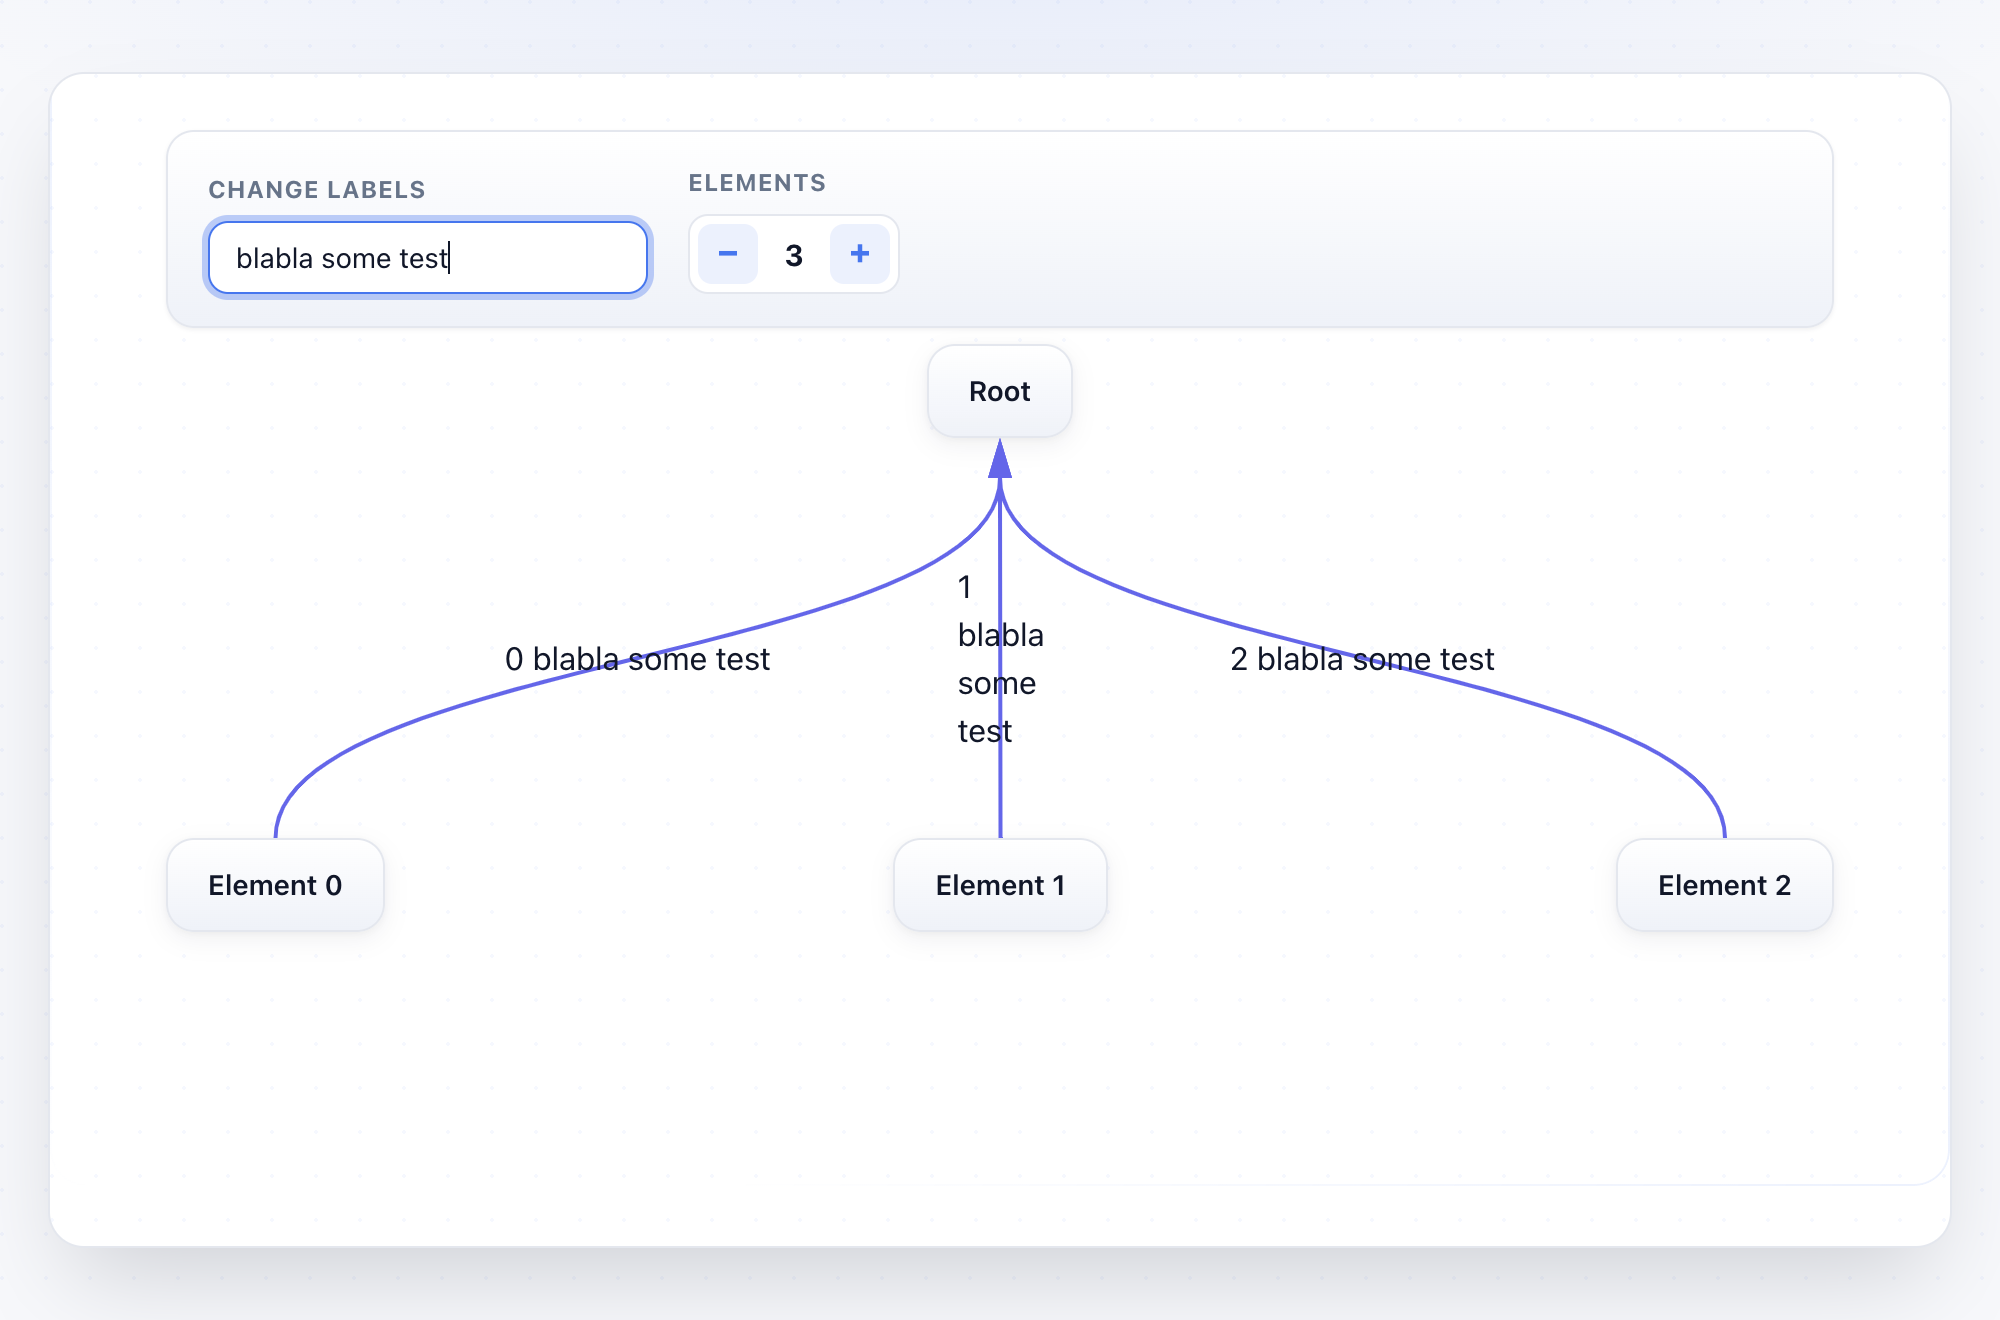 CHANGE LABELS
blabla some test
ELEMENTS
− 3 +
Root
0 blabla some test
1
blabla
some
test
2 blabla some test
Element 0
Element 1
Element 2